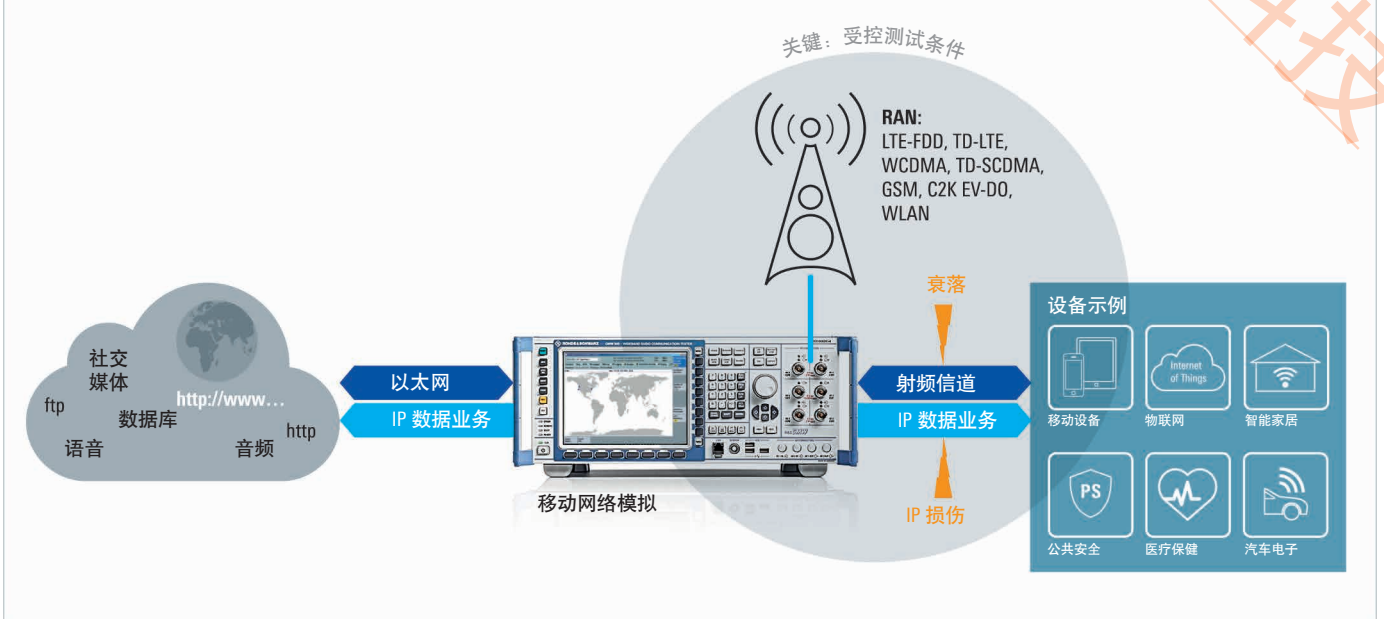 科技
关键：受控测试条件
RAN:
LTE-FDD, TD-LTE,
WCDMA, TD-SCDMA,
GSM, C2K EV-DO,
WLAN
社交
媒体
http://www…
ftp
数据库
http
语音
音频
以太网
IP 数据业务
ROHDE&SCHWARZ
移动网络模拟
衰落
射频信道
IP 数据业务
IP 损伤
设备示例
移动设备
Internet
of Things
物联网
智能家居
PS
公共安全
医疗保健
汽车电子